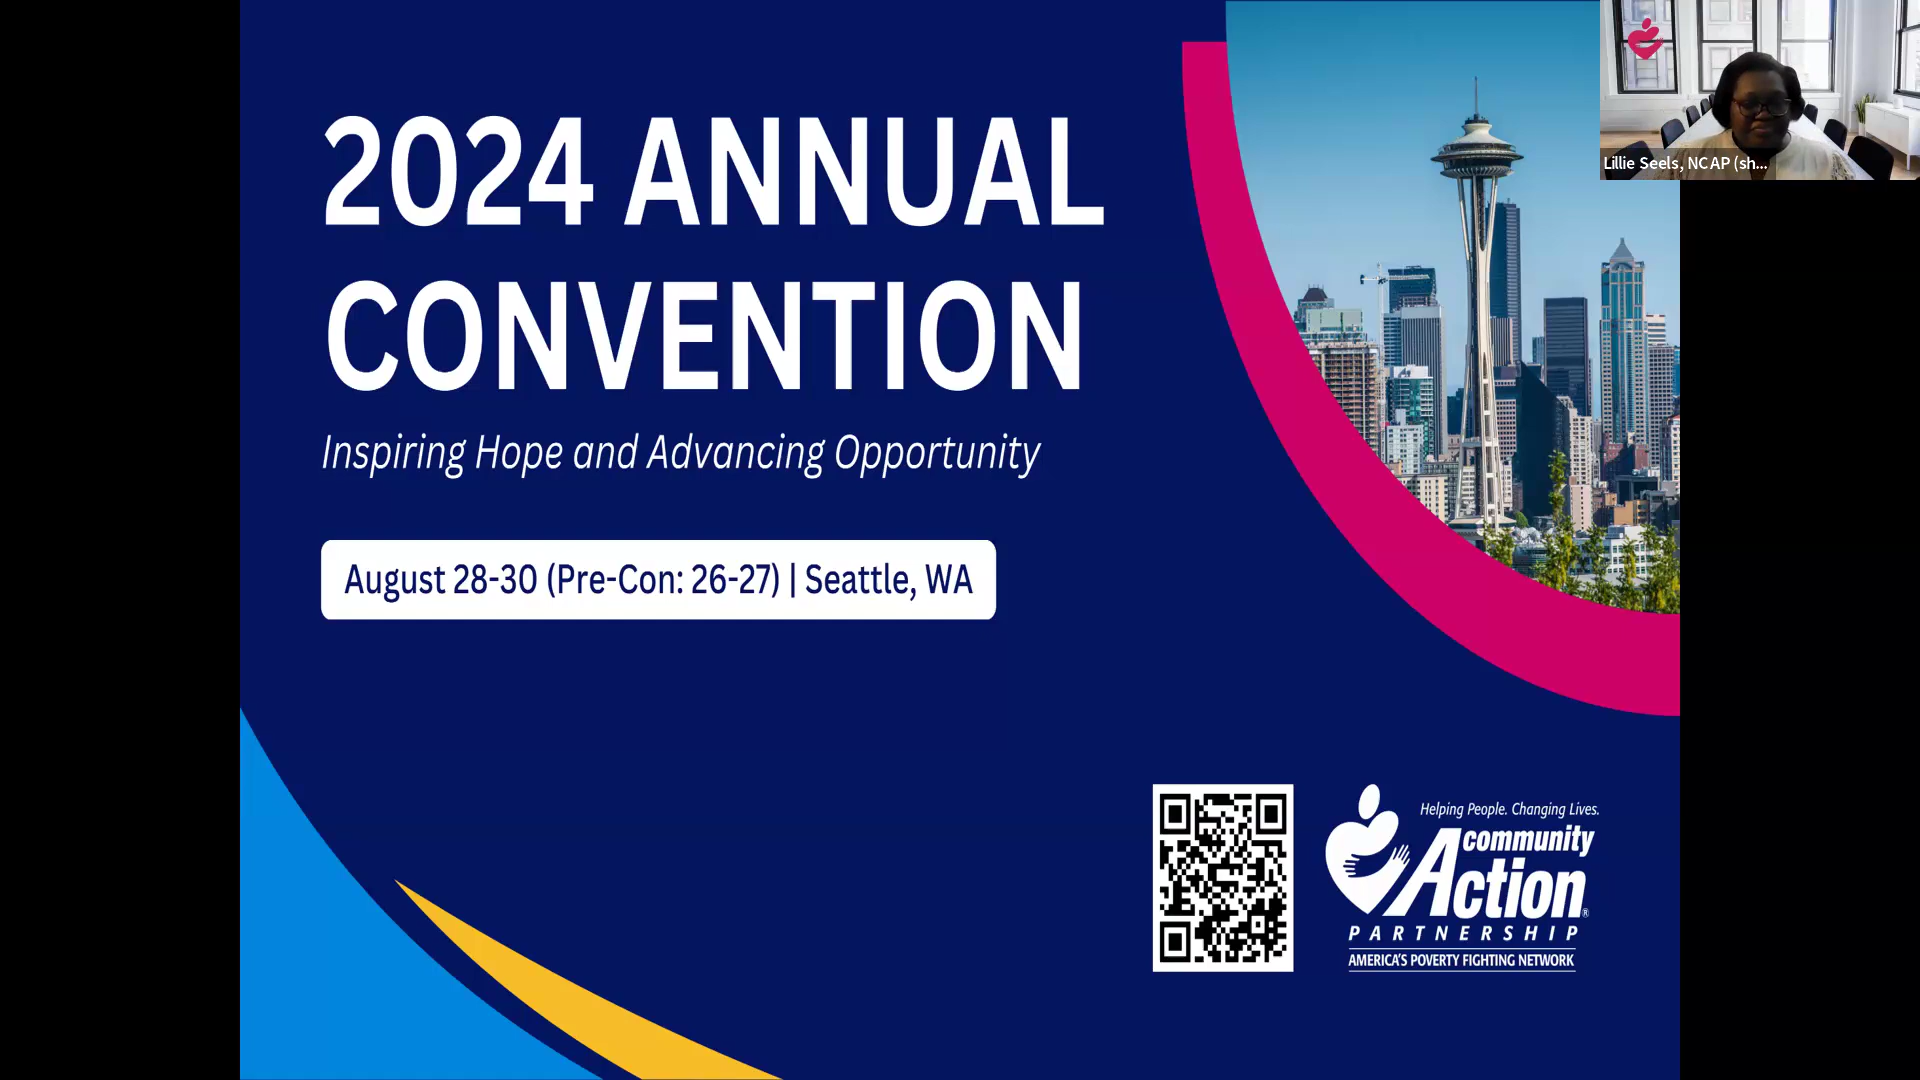 2024 ANNUAL
CONVENTION
Inspiring Hope and Advancing Opportunity
August 28-30 (Pre-Con: 26-27) | Seattle, WA
Lillie Seels, NCAP (sh...
Helping People. Changing Lives.
community
Action®
PARTNERSHIP
AMERICA'S POVERTY FIGHTING NETWORK